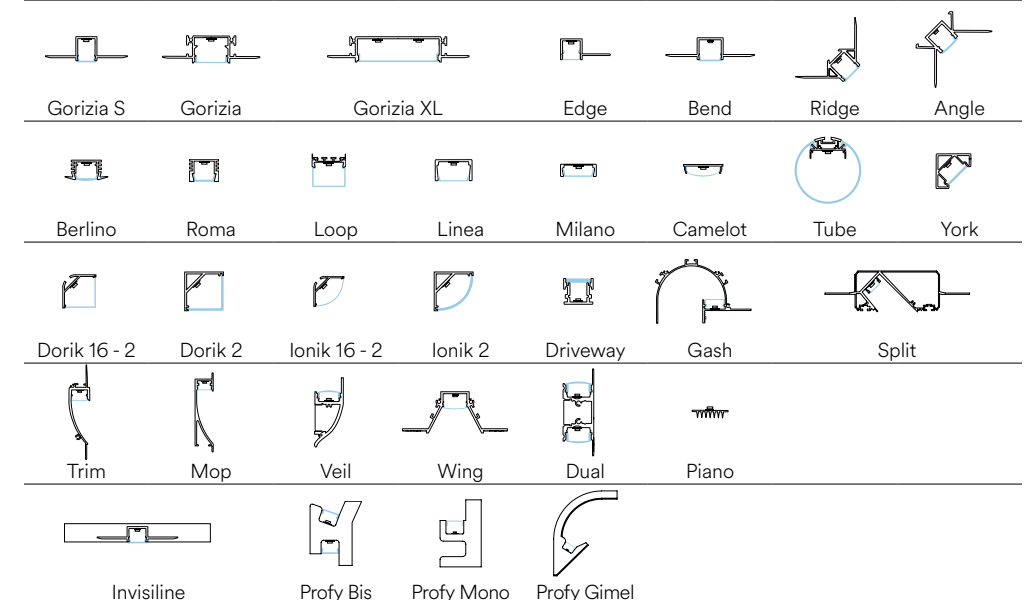 Gorizia S Gorizia Gorizia XL Edge Bend Ridge Angle
Berlino Roma Loop Linea Milano Camelot Tube York
Dorik 16 - 2 Dorik 2 Ionik 16 - 2 Ionik 2 Driveway Gash Split
Trim Mop Veil Wing Dual Piano
Invisiline Profy Bis Profy Mono Profy Gimel